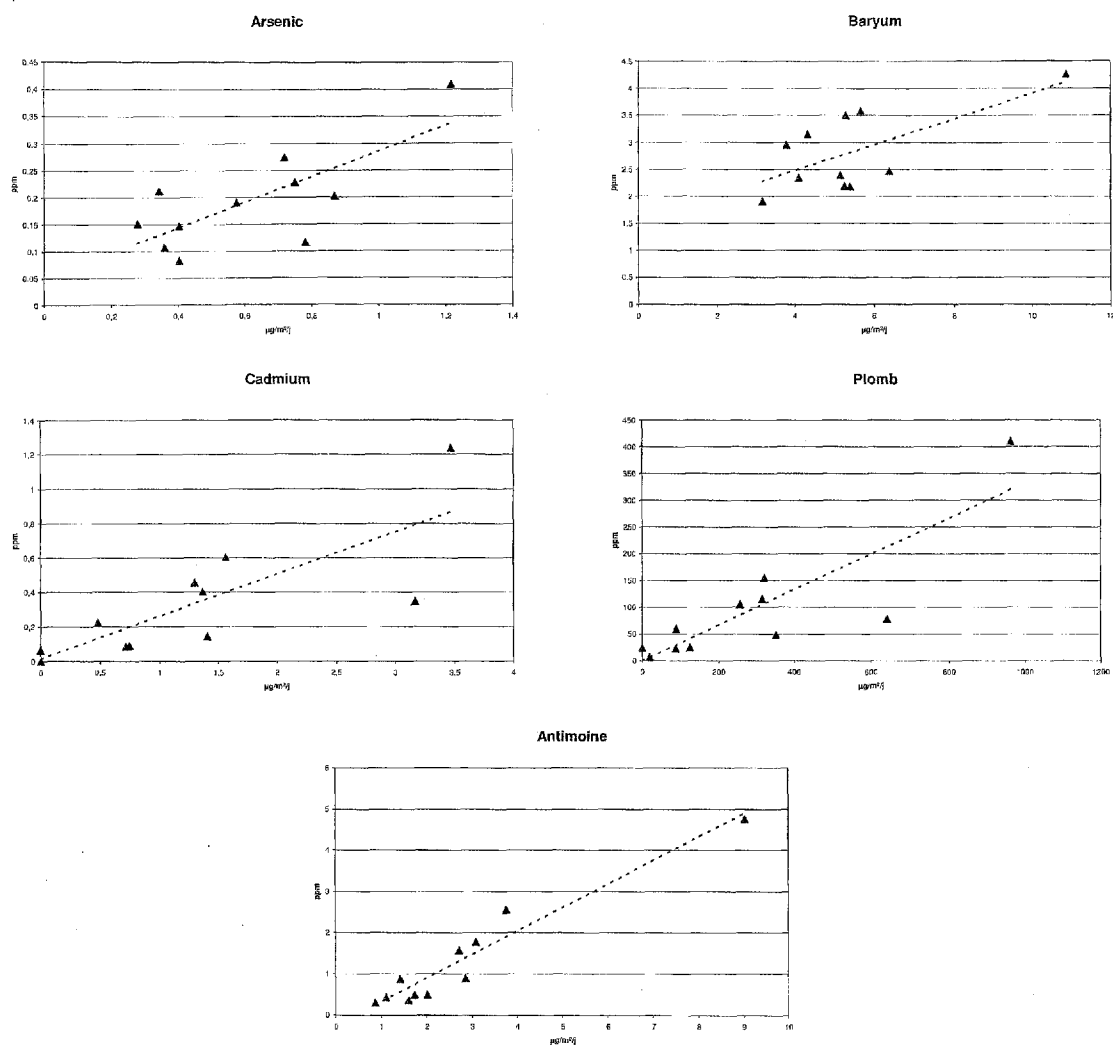 Arsenic
0,45
0,4
0,35
0,3
0,25
0,2
0,15
0,1
0,05
0
ppm
0 0,2 0,4 0,6 0,8 1 1,2 1,4
µg/m²/j
Baryum
4,5
4
3,5
3
2,5
2
1,5
1
0,5
0
ppm
0 2 4 6 8 10 12
µg/m²/j
Cadmium
1,4
1,2
1
0,8
0,6
0,4
0,2
0
ppm
0 0,5 1 1,5 2 2,5 3 3,5 4
µg/m²/j
Plomb
450
400
350
300
250
200
150
100
50
0
ppm
0 200 400 600 800 1000 1200
µg/m²/j
Antimoine
6
5
4
3
2
1
0
ppm
0 1 2 3 4 5 6 7 8 9 10
µg/m²/j